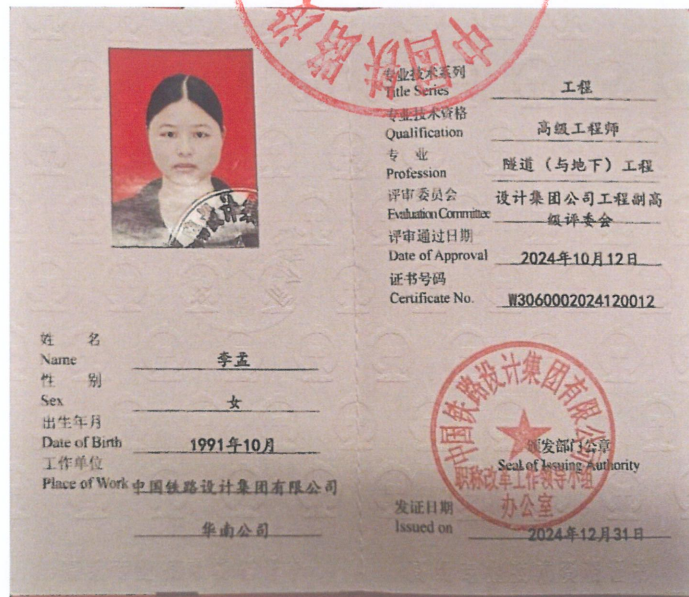 中国铁路设
专业技术系列 工程
Title Series
专业技术资格 高级工程师
Qualification
专 业 隧道（与地下）工程
Profession
评审委员会 设计集团公司工程副高
Evaluation Committee 级评委会
评审通过日期
Date of Approval 2024年10月12日
证书号码
Certificate No. W3060002024120012
姓 名
Name 李孟
性 别
Sex 女
出生年月
Date of Birth 1991年10月
工作单位
Place of Work 中国铁路设计集团有限公司
华南公司
中国铁路设计集团有限公司
颁发部门公章
Seal of Issuing Authority
职称改革工作领导小组
办公室
发证日期
Issued on 2024年12月31日